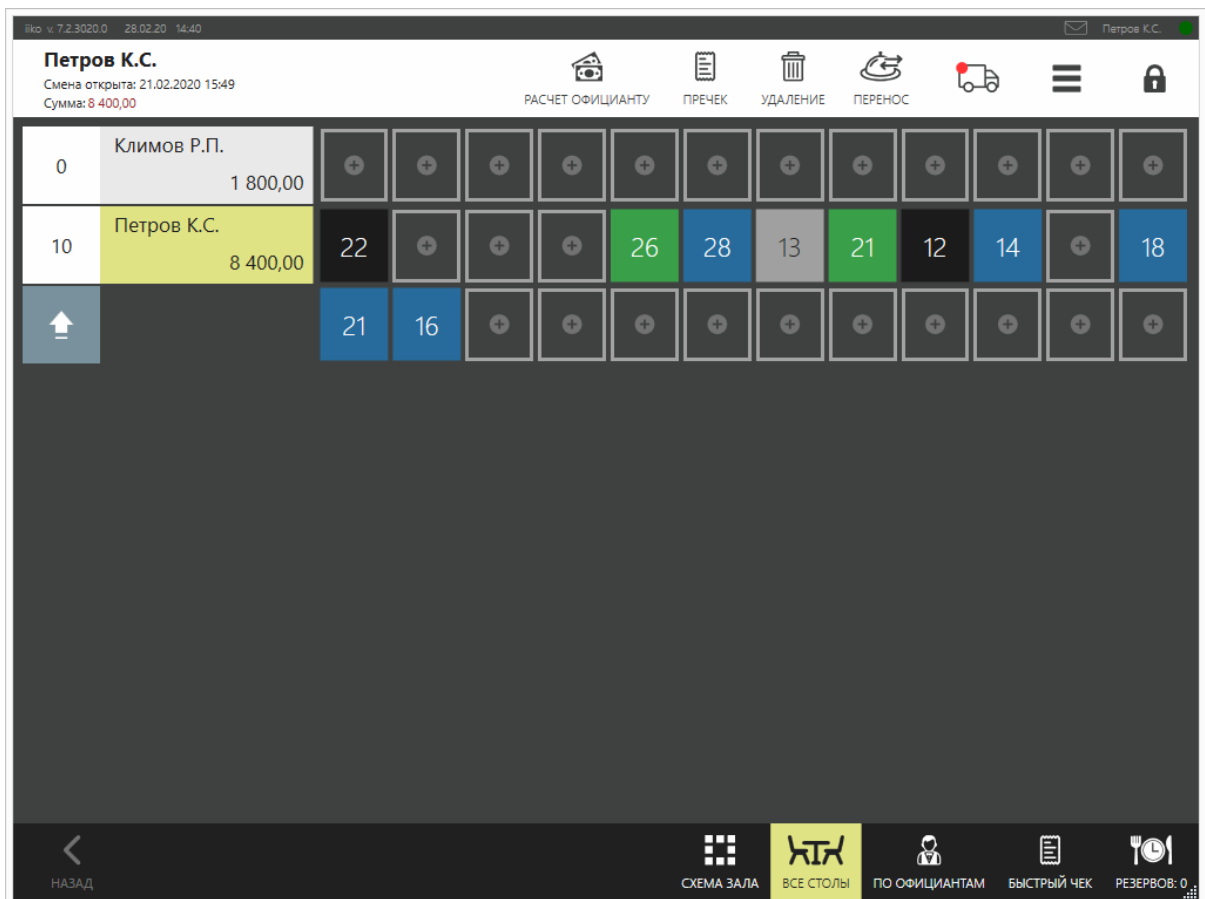 iiko v. 7.2.3020.0 28.02.20 14:40 Петров К.С.
Петров К.С.
Смена открыта: 21.02.2020 15:49
Сумма: 8 400,00
РАСЧЕТ ОФИЦИАНТУ ПРЕЧЕК УДАЛЕНИЕ ПЕРЕНОС
0 Климов Р.П.
1 800,00
10 Петров К.С.
8 400,00
22 26 28 13 21 12 14 18
21 16
НАЗАД СХЕМА ЗАЛА ВСЕ СТОЛЫ ПО ОФИЦИАНТАМ БЫСТРЫЙ ЧЕК РЕЗЕРВОВ: 0